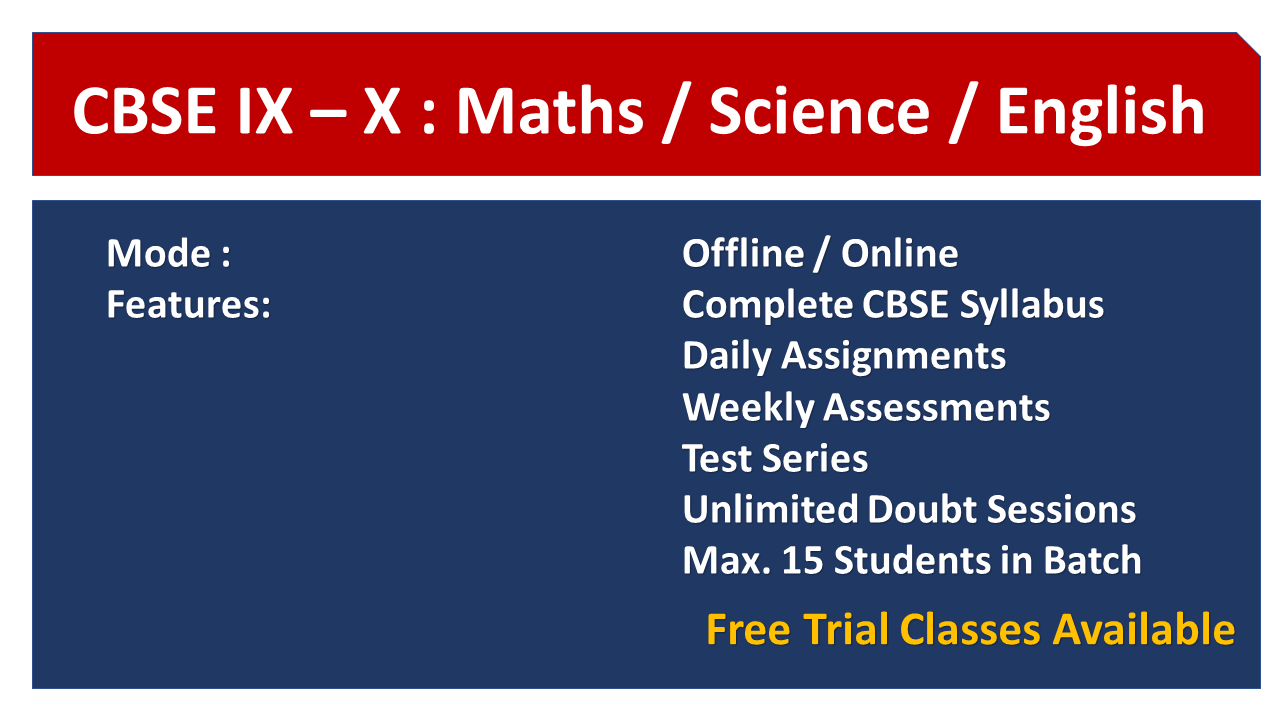 CBSE IX – X : Maths / Science / English
Mode : Offline / Online
Features: Complete CBSE Syllabus
Daily Assignments
Weekly Assessments
Test Series
Unlimited Doubt Sessions
Max. 15 Students in Batch
Free Trial Classes Available